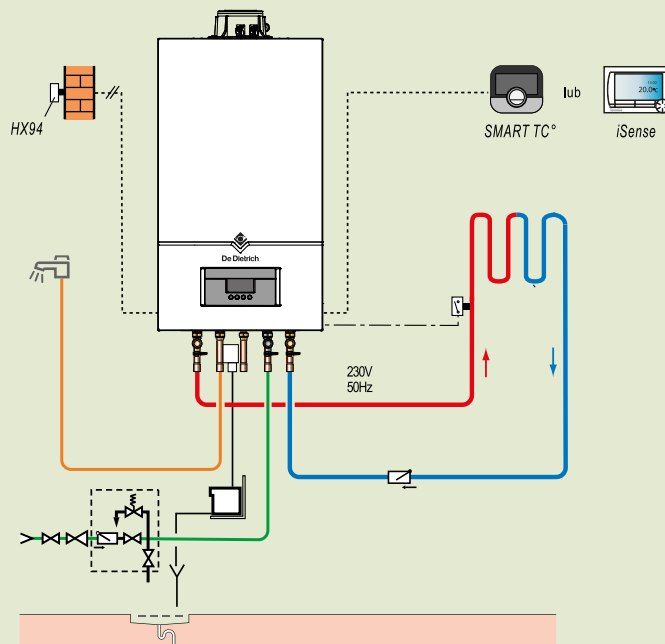 HX94
SMART TC°
lub
20.0°c
iSense
De Dietrich
230V
50Hz